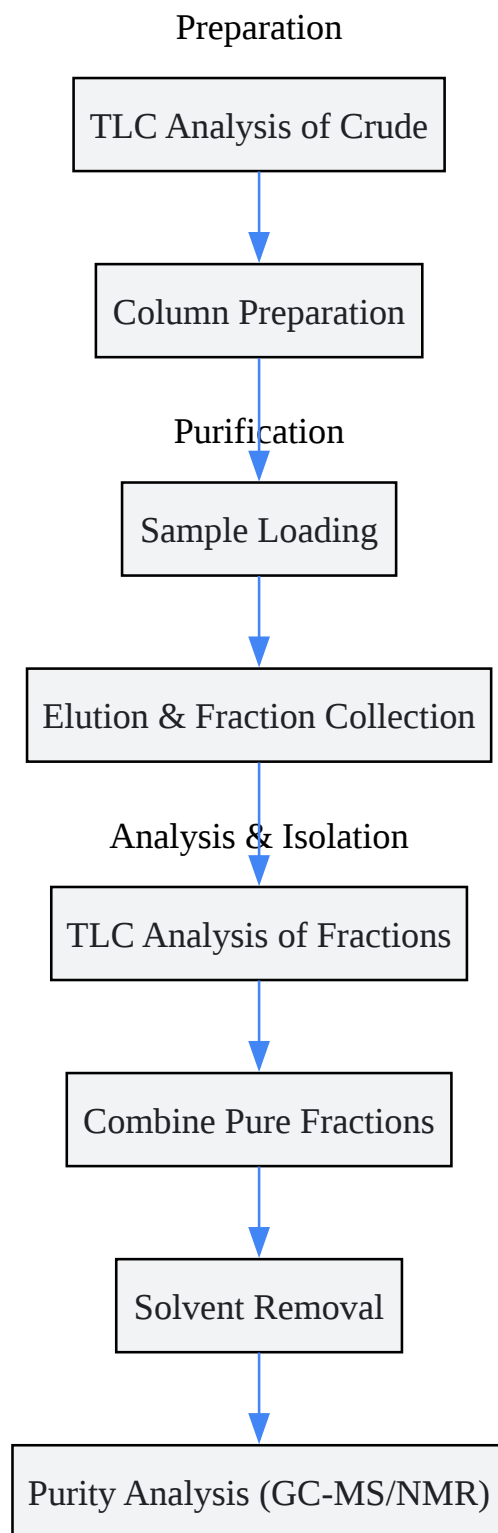 Preparation
TLC Analysis of Crude
Column Preparation
Purification
Sample Loading
Elution & Fraction Collection
Analysis & Isolation
TLC Analysis of Fractions
Combine Pure Fractions
Solvent Removal
Purity Analysis (GC-MS/NMR)